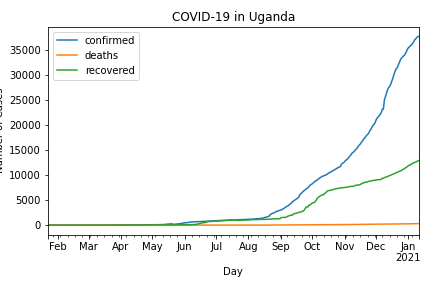 COVID-19 in Uganda
confirmed
deaths
recovered
35000
30000
25000
20000
15000
10000
5000
0
Feb Mar Apr May Jun Jul Aug Sep Oct Nov Dec Jan
2021
Day